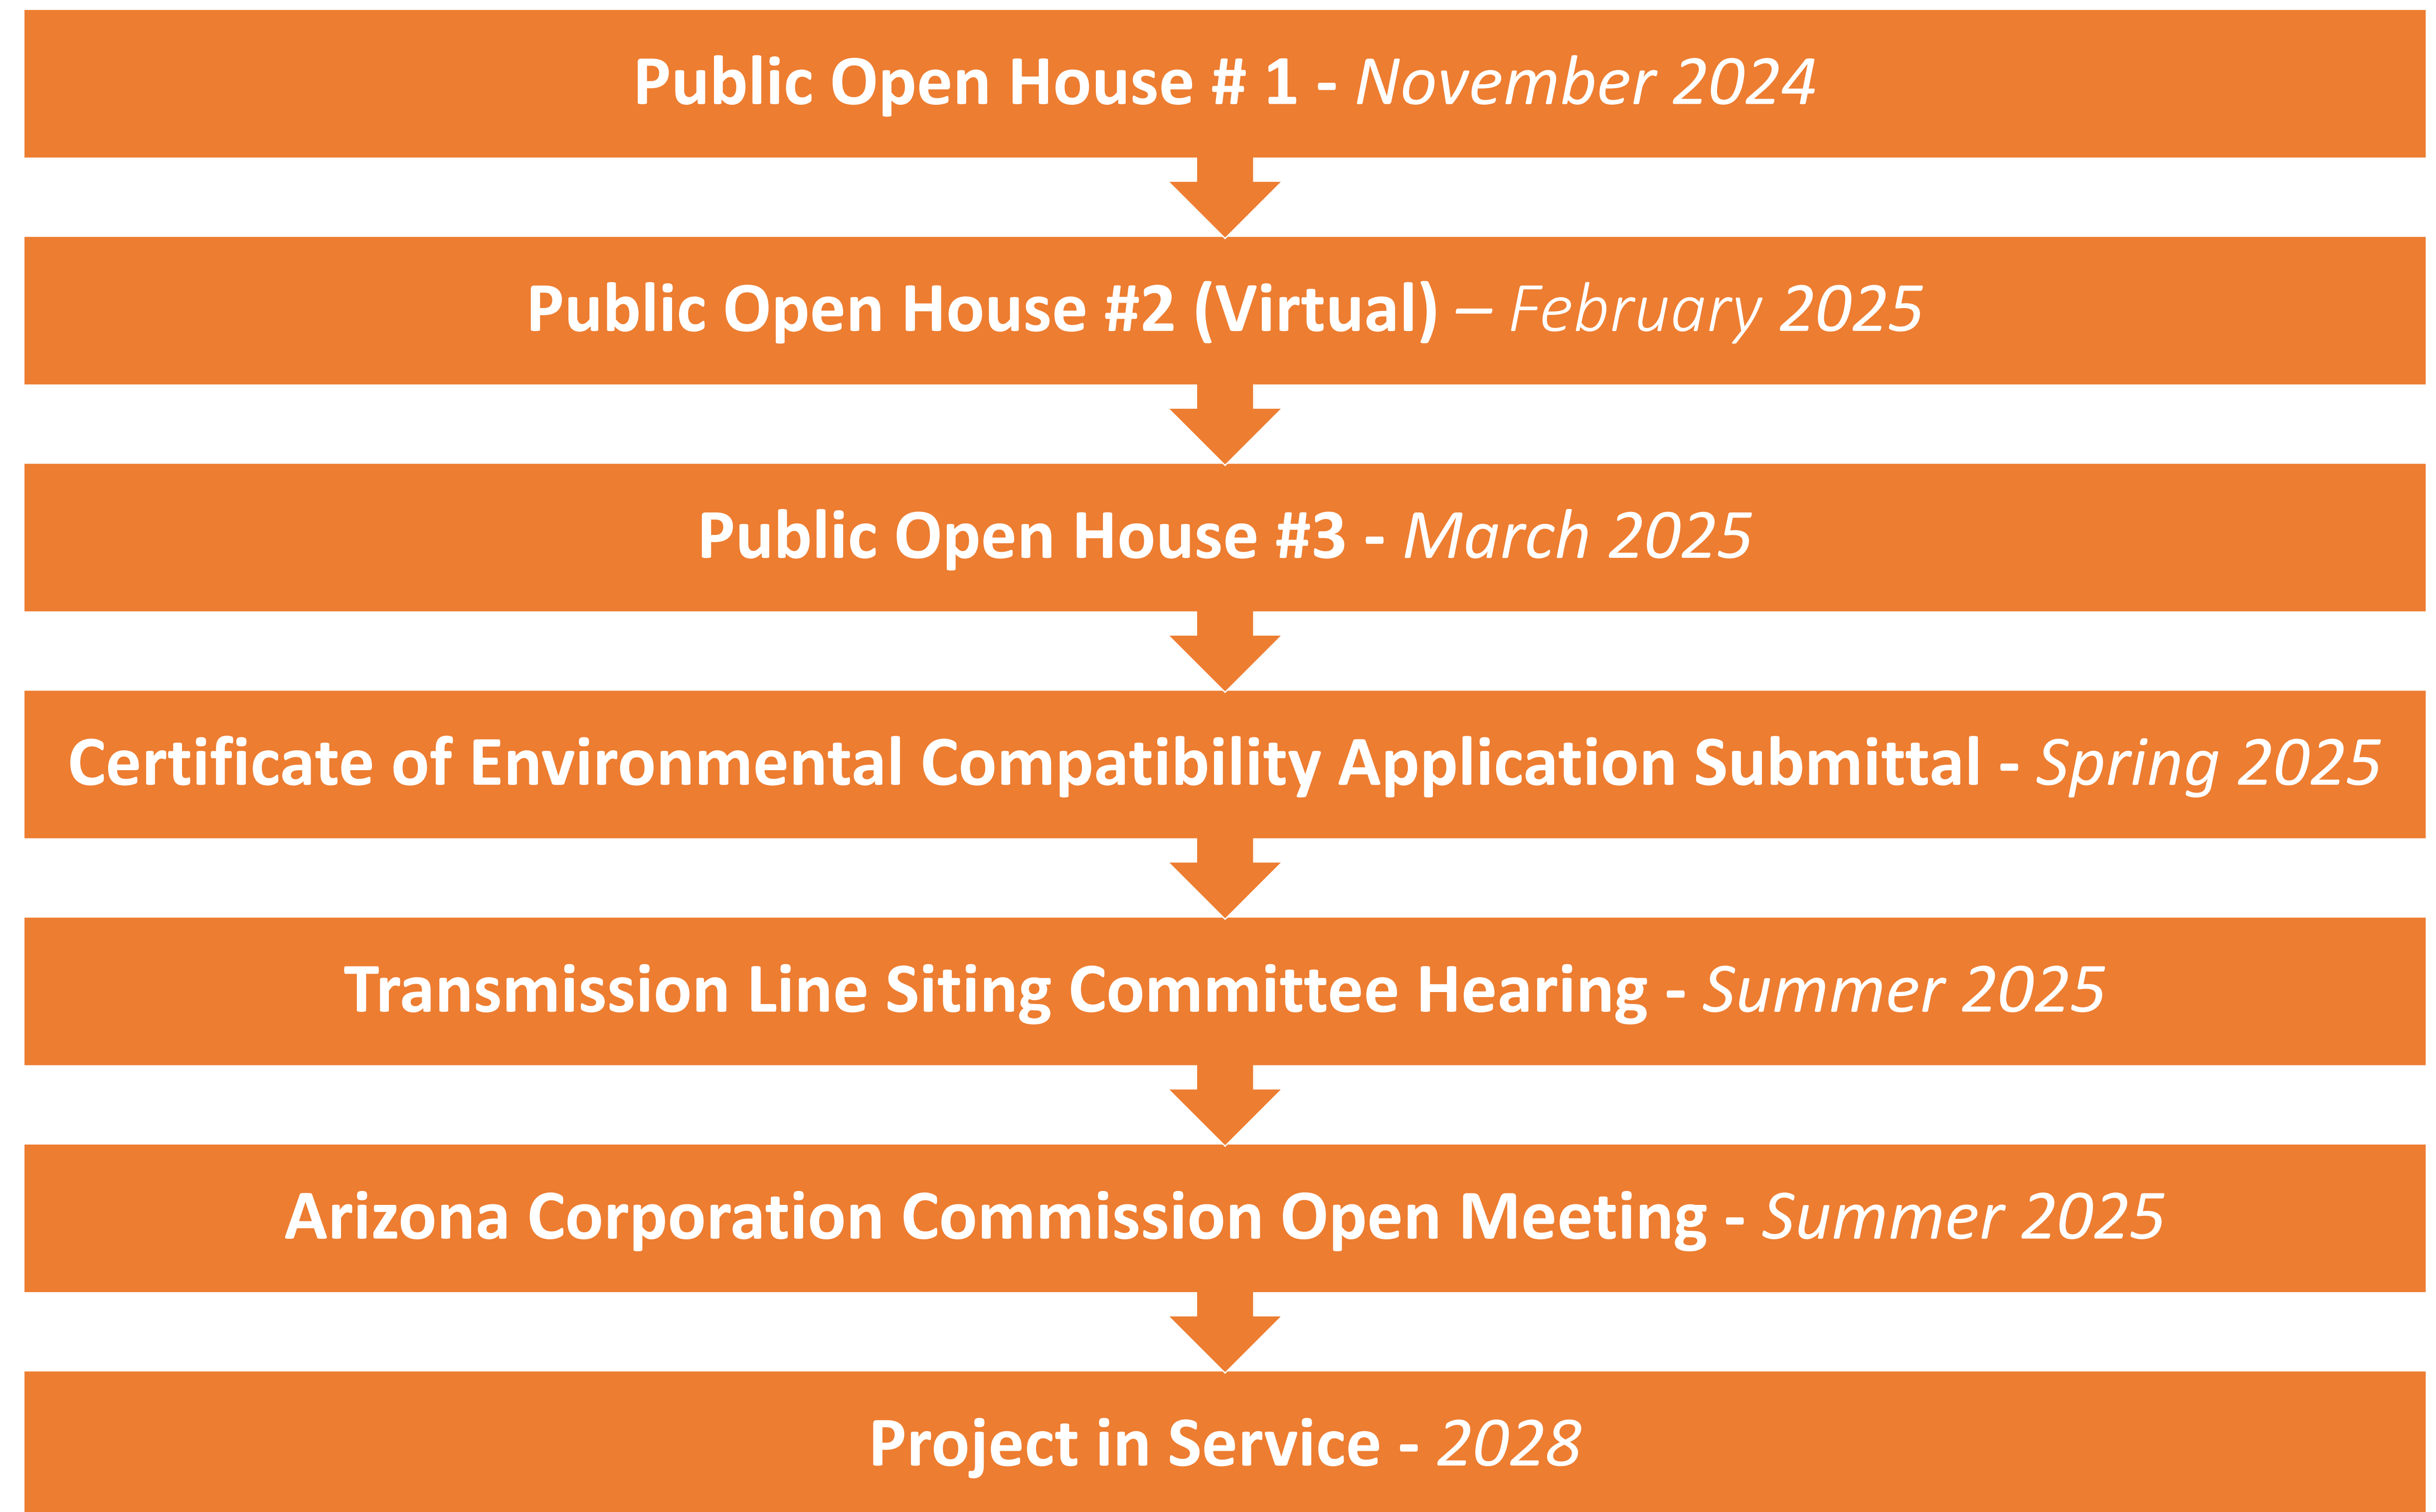 Public Open House # 1 - November 2024
Public Open House #2 (Virtual) – February 2025
Public Open House #3 - March 2025
Certificate of Environmental Compatibility Application Submittal - Spring 2025
Transmission Line Siting Committee Hearing - Summer 2025
Arizona Corporation Commission Open Meeting - Summer 2025
Project in Service - 2028